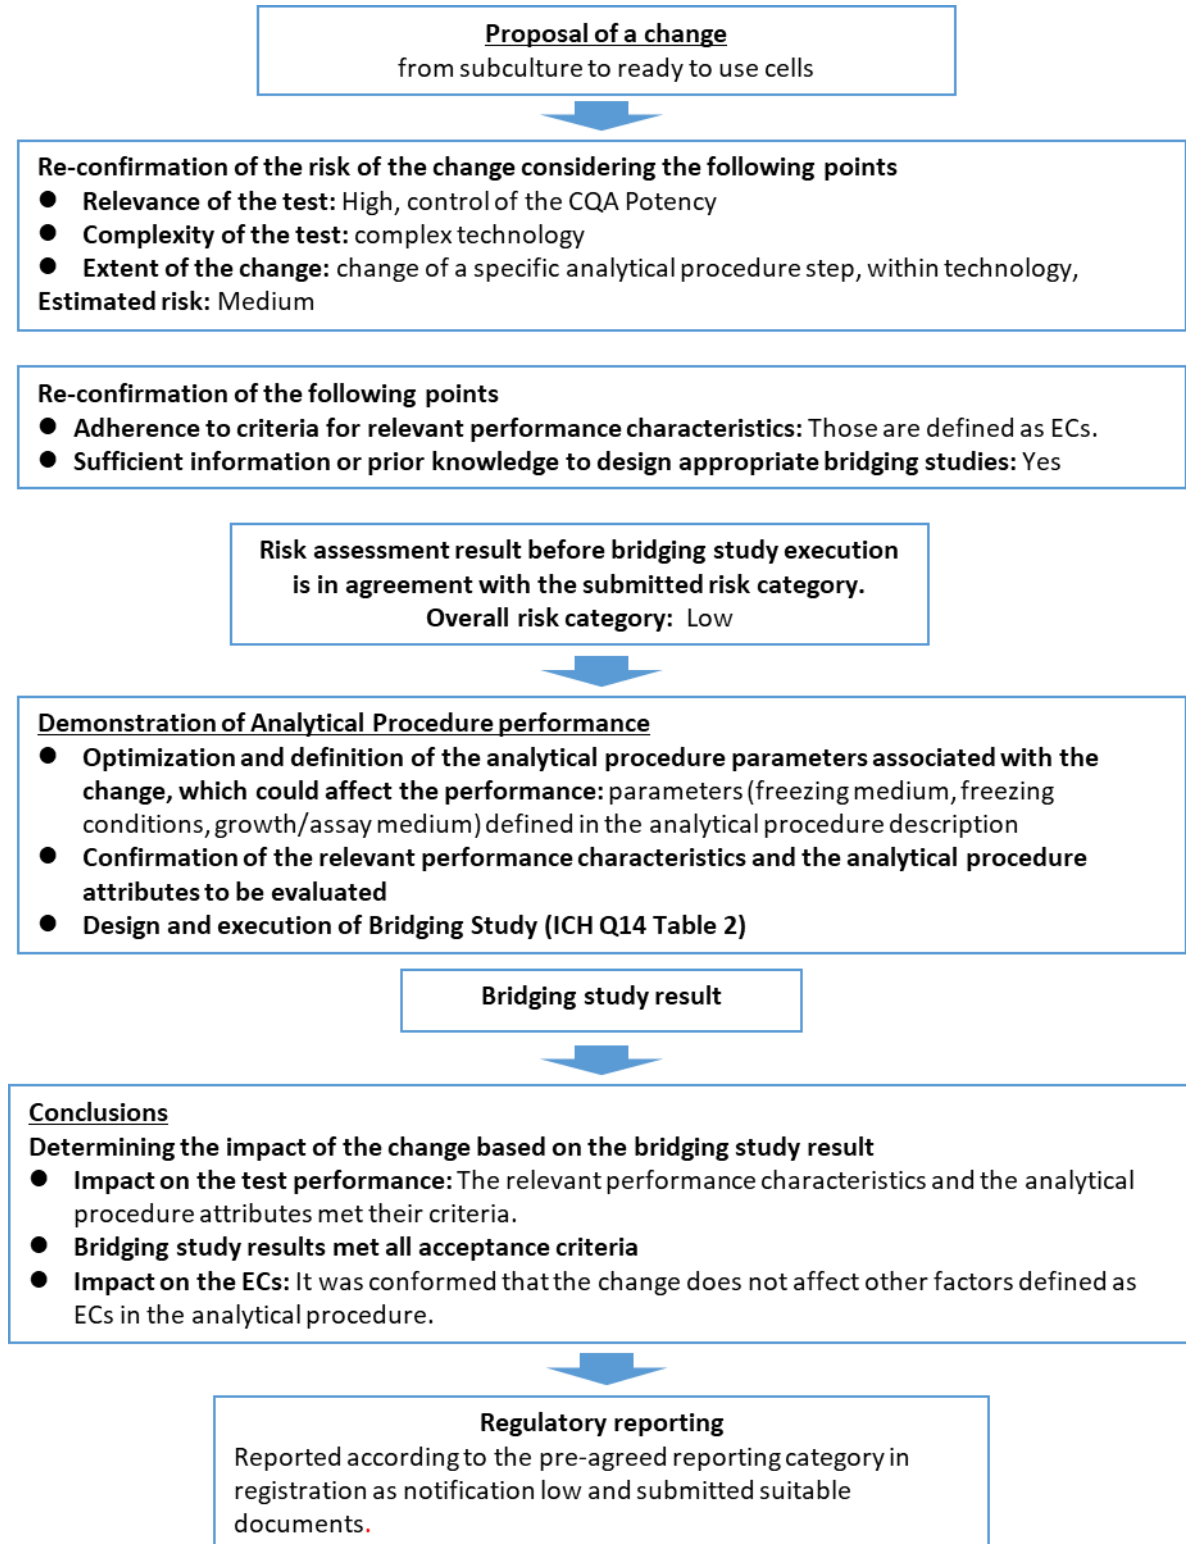 Proposal of a change
from subculture to ready to use cells
Re-confirmation of the risk of the change considering the following points
● Relevance of the test: High, control of the CQA Potency
● Complexity of the test: complex technology
● Extent of the change: change of a specific analytical procedure step, within technology,
Estimated risk: Medium
Re-confirmation of the following points
● Adherence to criteria for relevant performance characteristics: Those are defined as ECs.
● Sufficient information or prior knowledge to design appropriate bridging studies: Yes
Risk assessment result before bridging study execution
is in agreement with the submitted risk category.
Overall risk category: Low
Demonstration of Analytical Procedure performance
● Optimization and definition of the analytical procedure parameters associated with the
change, which could affect the performance: parameters (freezing medium, freezing
conditions, growth/assay medium) defined in the analytical procedure description
● Confirmation of the relevant performance characteristics and the analytical procedure
attributes to be evaluated
● Design and execution of Bridging Study (ICH Q14 Table 2)
Bridging study result
Conclusions
Determining the impact of the change based on the bridging study result
● Impact on the test performance: The relevant performance characteristics and the analytical
procedure attributes met their criteria.
● Bridging study results met all acceptance criteria
● Impact on the ECs: It was conformed that the change does not affect other factors defined as
ECs in the analytical procedure.
Regulatory reporting
Reported according to the pre-agreed reporting category in
registration as notification low and submitted suitable
documents.